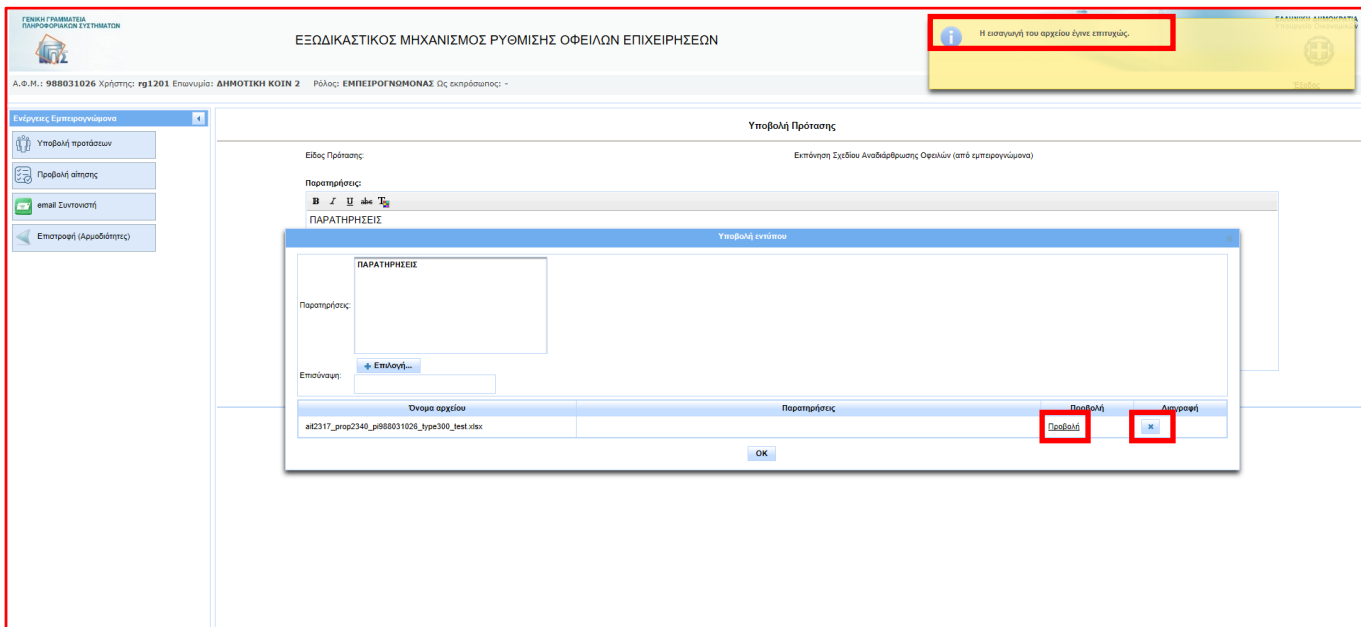 ΓΕΝΙΚΗ ΓΡΑΜΜΑΤΕΙΑ
ΠΛΗΡΟΦΟΡΙΑΚΩΝ ΣΥΣΤΗΜΑΤΩΝ
ΕΞΩΔΙΚΑΣΤΙΚΟΣ ΜΗΧΑΝΙΣΜΟΣ ΡΥΘΜΙΣΗΣ ΟΦΕΙΛΩΝ ΕΠΙΧΕΙΡΗΣΕΩΝ
Η εισαγωγή του αρχείου έγινε επιτυχώς.
Α.Φ.Μ.: 988031026 Χρήστης: rg1201 Επωνυμία: ΔΗΜΟΤΙΚΗ ΚΟΙΝ 2 Ρόλος: ΕΜΠΕΙΡΟΓΝΩΜΟΝΑΣ Ως εκπρόσωπος: -
Έξοδος
Ενέργειες Εμπειρογνώμονα
Υποβολή προτάσεων
Προβολή αίτησης
email Συντονιστή
Επιστροφή (Αρμοδιότητες)
Υποβολή Πρότασης
Είδος Πρότασης: Εκπόνηση Σχεδίου Αναδιάρθρωσης Οφειλών (από εμπειρογνώμονα)
Παρατηρήσεις:
B I U abc T
ΠΑΡΑΤΗΡΗΣΕΙΣ
Υποβολή εντύπου
ΠΑΡΑΤΗΡΗΣΕΙΣ
Παρατηρήσεις:
+ Επιλογή...
Επισύναψη:
Όνομα αρχείου Παρατηρήσεις Προβολή Διαγραφή
ait2317_prop2340_pi988031026_type300_test.xlsx Προβολή
OK